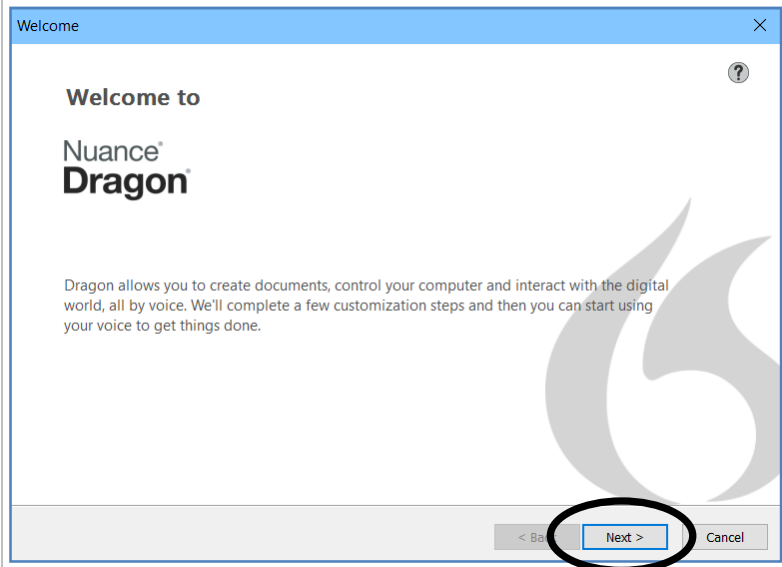 Welcome
?
Welcome to
Nuance®
Dragon®
Dragon allows you to create documents, control your computer and interact with the digital
world, all by voice. We'll complete a few customization steps and then you can start using
your voice to get things done.
< Ba
Next >
Cancel